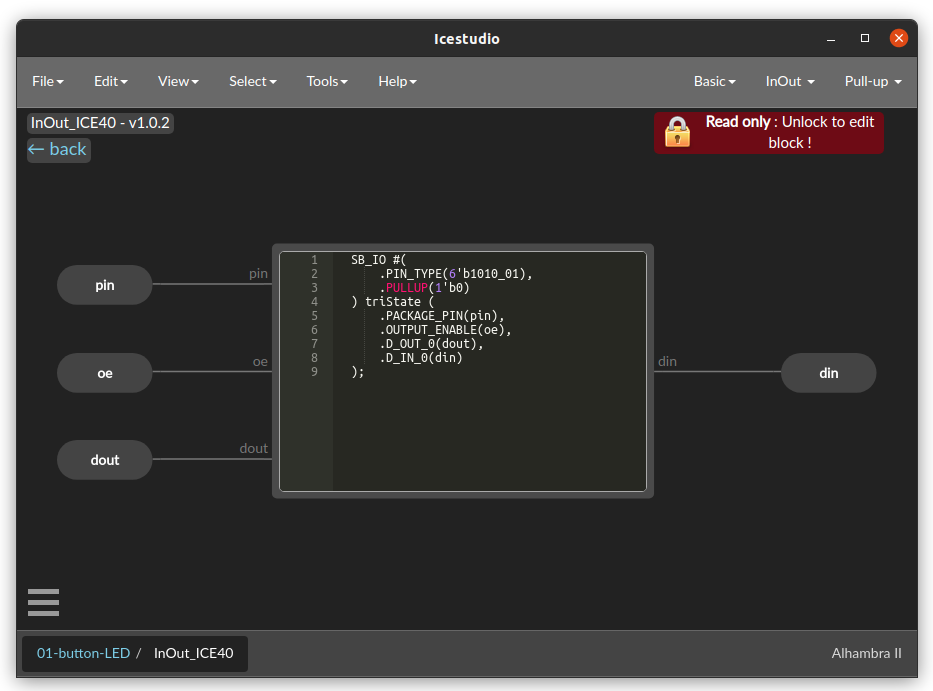 Icestudio
File Edit View Select Tools Help Basic InOut Pull-up
InOut_ICE40 - v1.0.2
← back
Read only : Unlock to edit
block !
pin
pin
oe
oe
dout
dout
1 SB_IO #(
2 .PIN_TYPE(6'b1010_01),
3 .PULLUP(1'b0)
4 ) triState (
5 .PACKAGE_PIN(pin),
6 .OUTPUT_ENABLE(oe),
7 .D_OUT_0(dout),
8 .D_IN_0(din)
9 );
din
din
01-button-LED / InOut_ICE40
Alhambra II